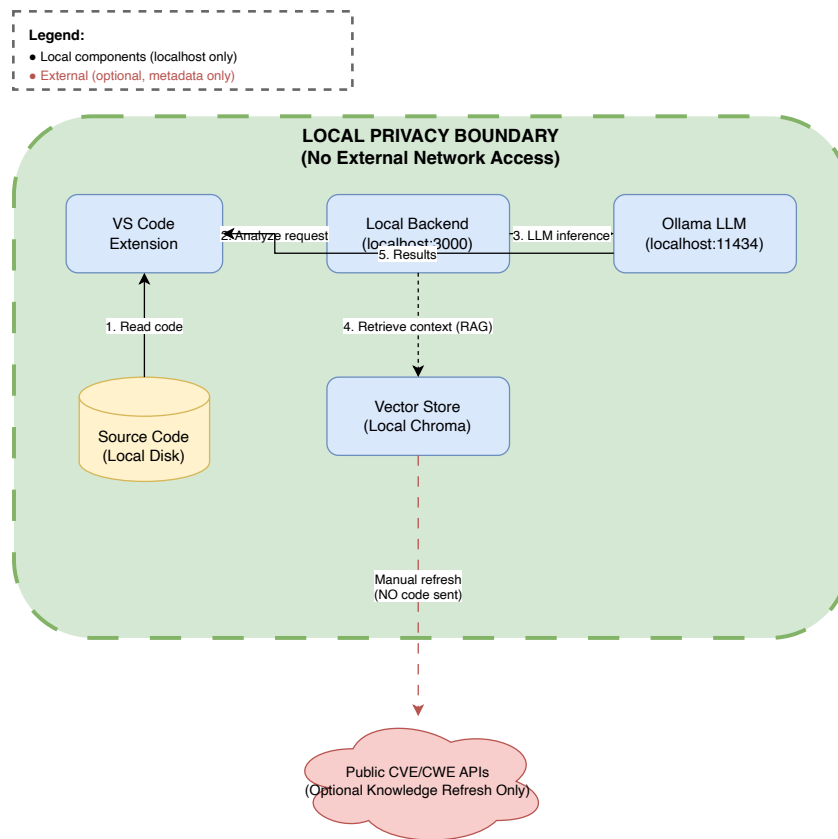 Legend:
● Local components (localhost only)
● External (optional, metadata only)
LOCAL PRIVACY BOUNDARY
(No External Network Access)
VS Code
Extension
Local Backend
(localhost:3000)
Ollama LLM
(localhost:11434)
2. Analyze request
3. LLM inference
5. Results
1. Read code
4. Retrieve context (RAG)
Source Code
(Local Disk)
Vector Store
(Local Chroma)
Manual refresh
(NO code sent)
Public CVE/CWE APIs
(Optional Knowledge Refresh Only)